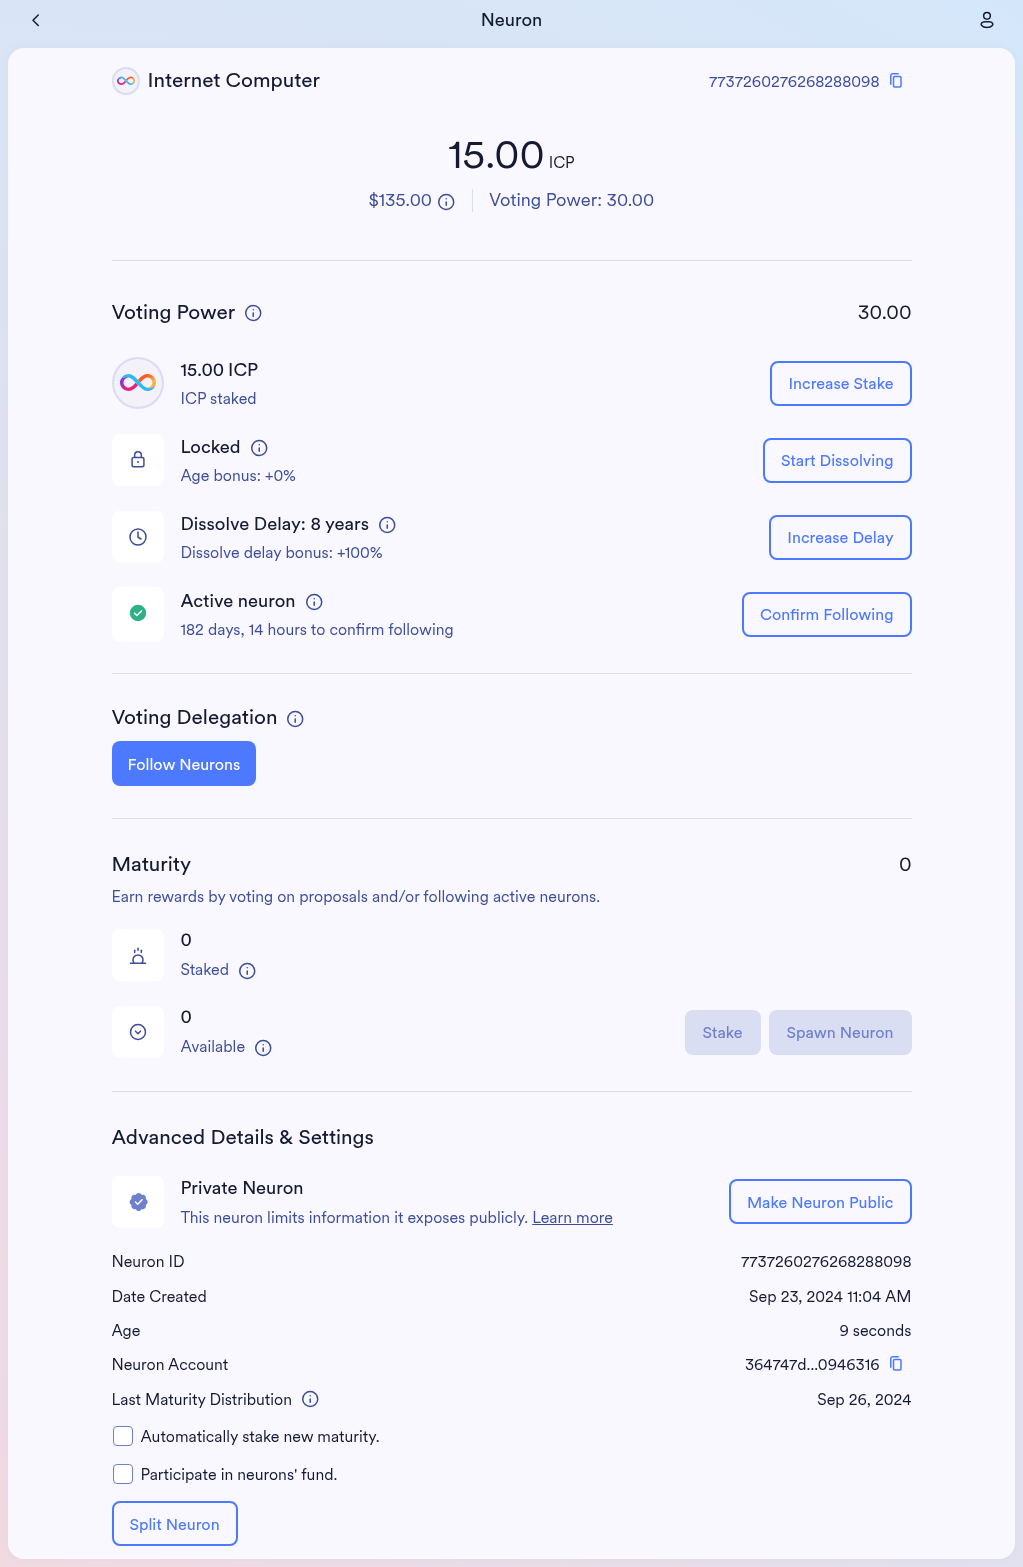 Neuron
Internet Computer
7737260276268288098
15.00 ICP
$135.00
Voting Power: 30.00
Voting Power
30.00
15.00 ICP
ICP staked
Increase Stake
Locked
Age bonus: +0%
Start Dissolving
Dissolve Delay: 8 years
Dissolve delay bonus: +100%
Increase Delay
Active neuron
182 days, 14 hours to confirm following
Confirm Following
Voting Delegation
Follow Neurons
Maturity
0
Earn rewards by voting on proposals and/or following active neurons.
0
Staked
0
Available
Stake
Spawn Neuron
Advanced Details & Settings
Private Neuron
This neuron limits information it exposes publicly. Learn more
Make Neuron Public
Neuron ID
7737260276268288098
Date Created
Sep 23, 2024 11:04 AM
Age
9 seconds
Neuron Account
364747d...0946316
Last Maturity Distribution
Sep 26, 2024
Automatically stake new maturity.
Participate in neurons' fund.
Split Neuron